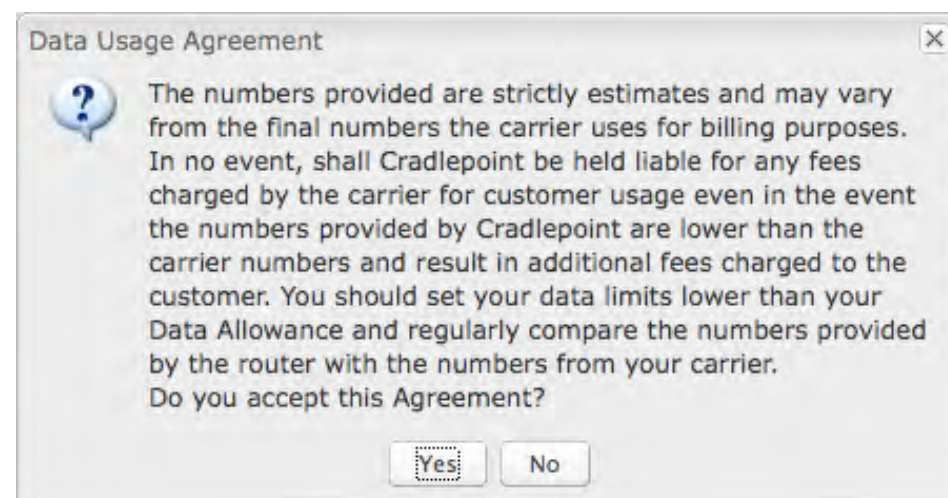 Data Usage Agreement
The numbers provided are strictly estimates and may vary
from the final numbers the carrier uses for billing purposes.
In no event, shall Cradlepoint be held liable for any fees
charged by the carrier for customer usage even in the event
the numbers provided by Cradlepoint are lower than the
carrier numbers and result in additional fees charged to the
customer. You should set your data limits lower than your
Data Allowance and regularly compare the numbers provided
by the router with the numbers from your carrier.
Do you accept this Agreement?
Yes No